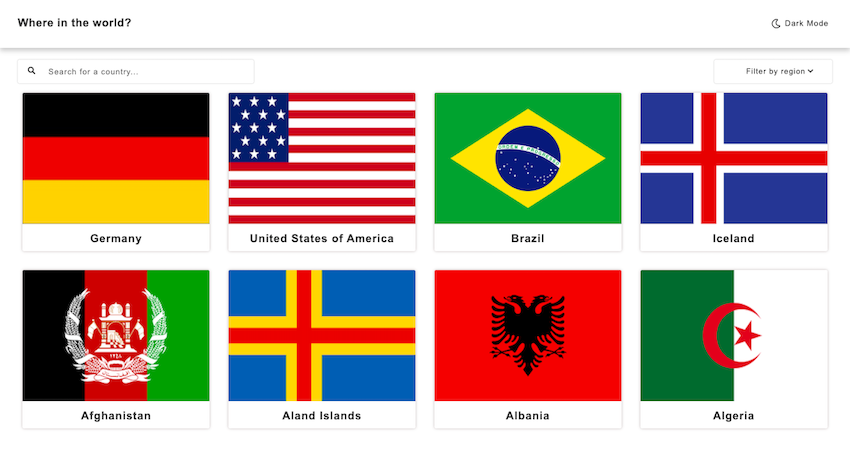 Where in the world?
Dark Mode
Search for a country...
Filter by region
Germany
United States of America
Brazil
Iceland
Afghanistan
Aland Islands
Albania
Algeria